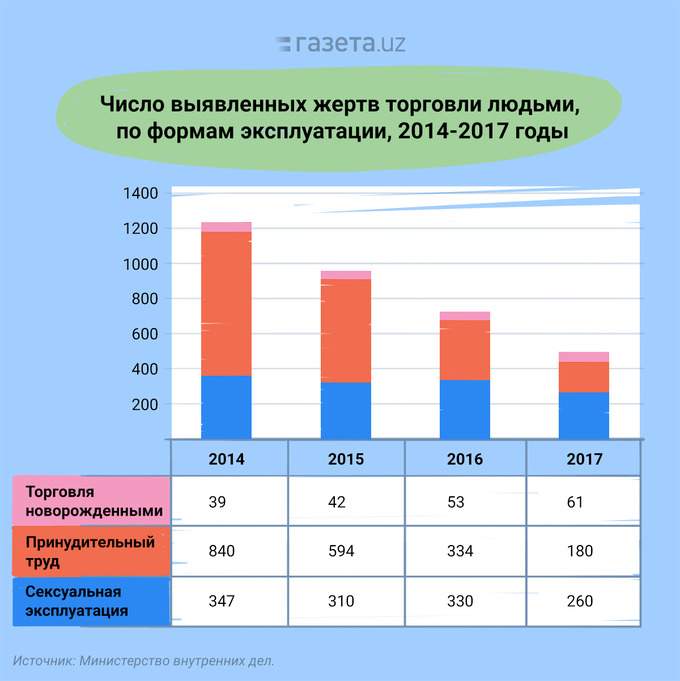 газета.uz
Число выявленных жертв торговли людьми,
по формам эксплуатации, 2014-2017 годы
1400
1200
1000
800
600
400
200
2014 2015 2016 2017
Торговля
новорожденными 39 42 53 61
Принудительный
труд 840 594 334 180
Сексуальная
эксплуатация 347 310 330 260
Источник: Министерство внутренних дел.